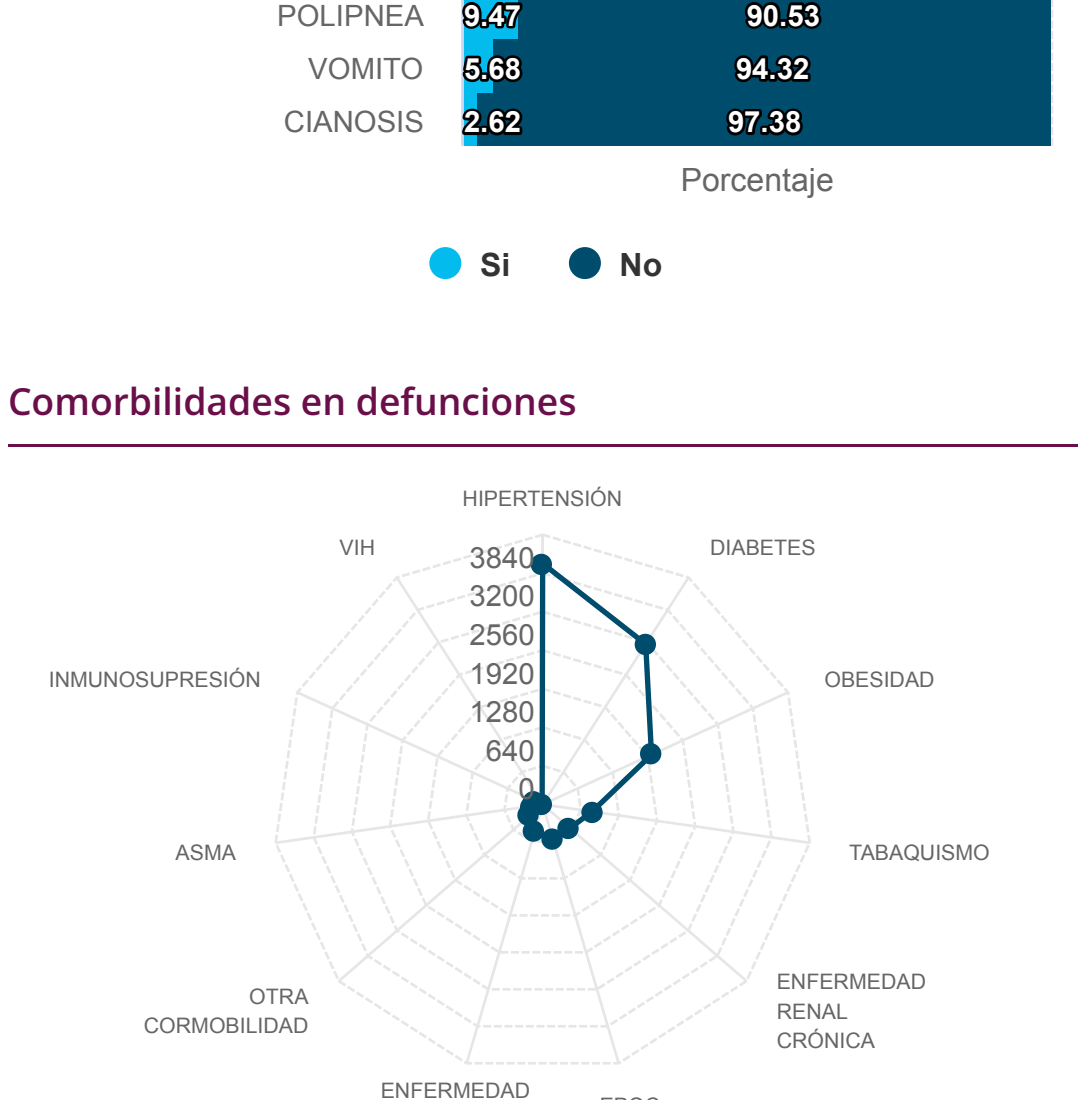 POLIPNEA 9.47 90.53
VOMITO 5.68 94.32
CIANOSIS 2.62 97.38
Porcentaje
Si No
Comorbilidades en defunciones
HIPERTENSIÓN
VIH
DIABETES
3840
3200
2560
INMUNOSUPRESIÓN
1920
OBESIDAD
1280
640
0
ASMA
TABAQUISMO
OTRA
CORMOBILIDAD
ENFERMEDAD
RENAL
CRÓNICA
ENFERMEDAD
EPOC